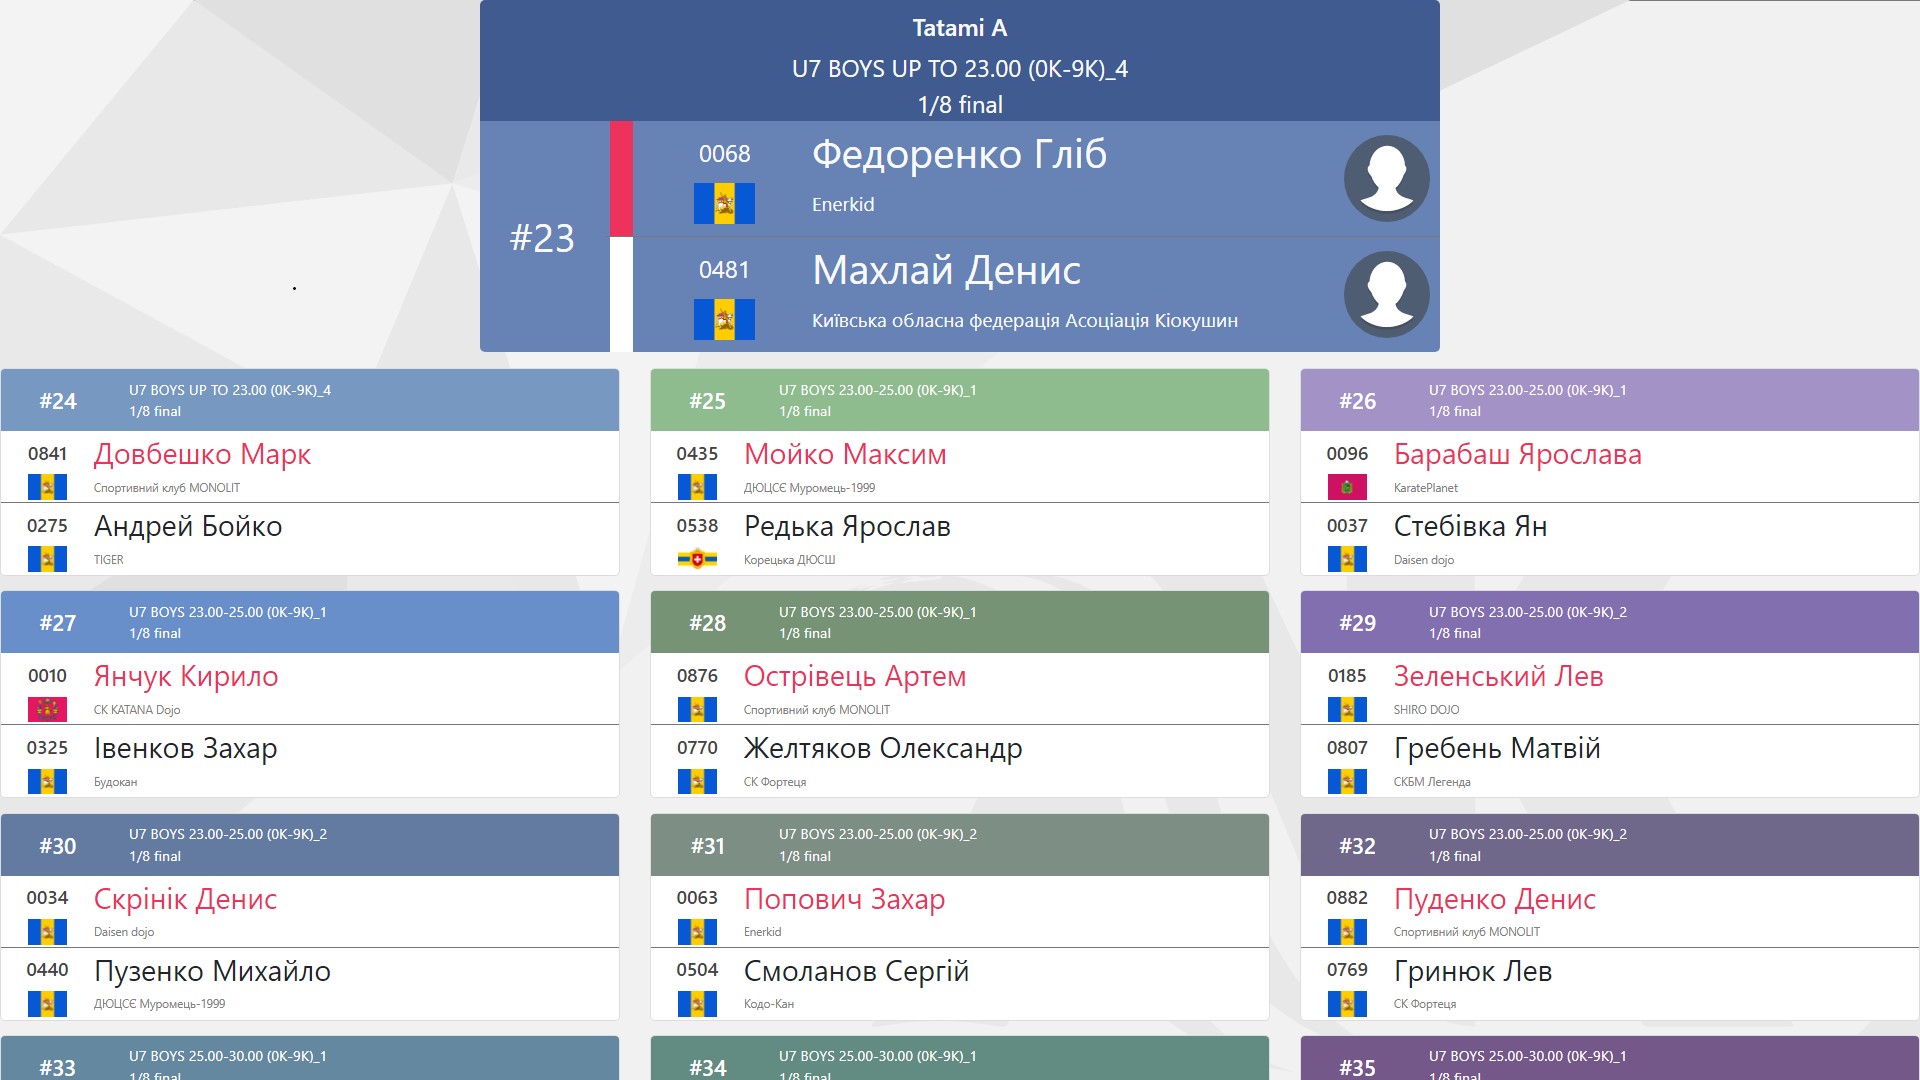 Tatami A
U7 BOYS UP TO 23.00 (0K-9K)_4
1/8 final
#23
0068
Федоренко Гліб
Enerkid
0481
Махлай Денис
Київська обласна федерація Асоціація Кіокушин
#24
U7 BOYS UP TO 23.00 (0K-9K)_4
1/8 final
0841
Довбешко Марк
Спортивний клуб MONOLIT
0275
Андрей Бойко
TIGER
#25
U7 BOYS 23.00-25.00 (0K-9K)_1
1/8 final
0435
Мойко Максим
ДЮЦСЄ Муромець-1999
0538
Редька Ярослав
Корецька ДЮСШ
#26
U7 BOYS 23.00-25.00 (0K-9K)_1
1/8 final
0096
Барабаш Ярослава
KaratePlanet
0037
Стебівка Ян
Daisen dojo
#27
U7 BOYS 23.00-25.00 (0K-9K)_1
1/8 final
0010
Янчук Кирило
СК KATANA Dojo
0325
Івенков Захар
Будокан
#28
U7 BOYS 23.00-25.00 (0K-9K)_1
1/8 final
0876
Острівець Артем
Спортивний клуб MONOLIT
0770
Желтяков Олександр
СК Фортеця
#29
U7 BOYS 23.00-25.00 (0K-9K)_2
1/8 final
0185
Зеленський Лев
SHIRO DOJO
0807
Гребень Матвій
СКБМ Легенда
#30
U7 BOYS 23.00-25.00 (0K-9K)_2
1/8 final
0034
Скрінік Денис
Daisen dojo
0440
Пузенко Михайло
ДЮЦСЄ Муромець-1999
#31
U7 BOYS 23.00-25.00 (0K-9K)_2
1/8 final
0063
Попович Захар
Enerkid
0504
Смоланов Сергій
Кодо-Кан
#32
U7 BOYS 23.00-25.00 (0K-9K)_2
1/8 final
0882
Пуденко Денис
Спортивний клуб MONOLIT
0769
Гринюк Лев
СК Фортеця
#33
U7 BOYS 25.00-30.00 (0K-9K)_1
1/8 final
#34
U7 BOYS 25.00-30.00 (0K-9K)_1
1/8 final
#35
U7 BOYS 25.00-30.00 (0K-9K)_1
1/8 final